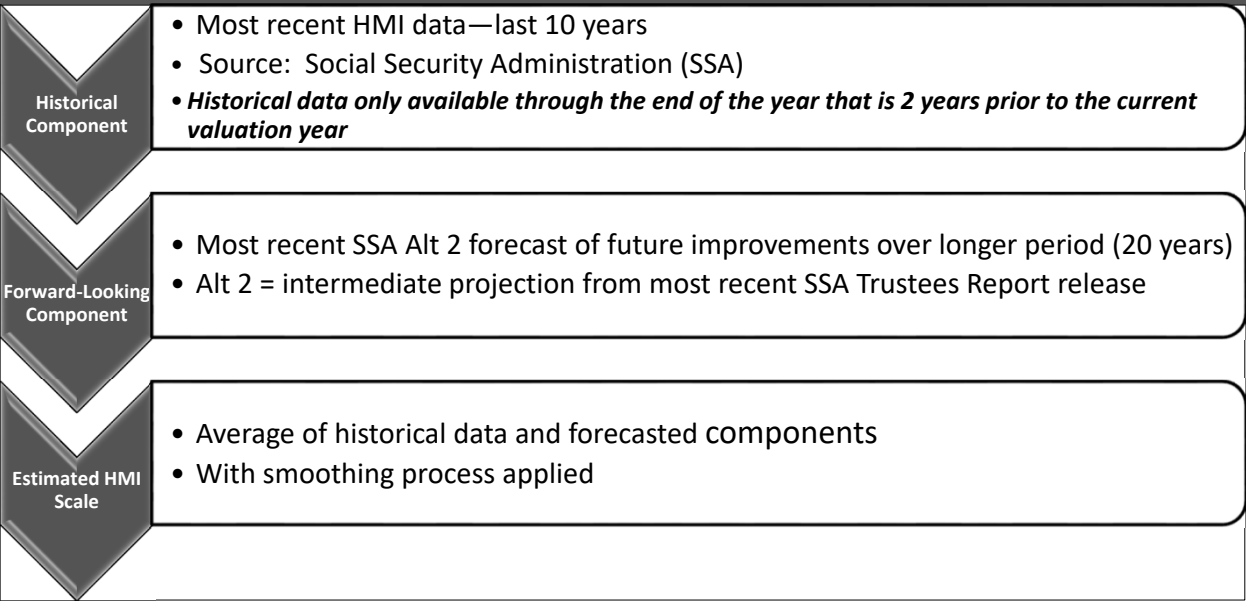 Historical
Component
• Most recent HMI data—last 10 years
• Source: Social Security Administration (SSA)
• Historical data only available through the end of the year that is 2 years prior to the current
valuation year
Forward-Looking
Component
• Most recent SSA Alt 2 forecast of future improvements over longer period (20 years)
• Alt 2 = intermediate projection from most recent SSA Trustees Report release
Estimated HMI
Scale
• Average of historical data and forecasted components
• With smoothing process applied